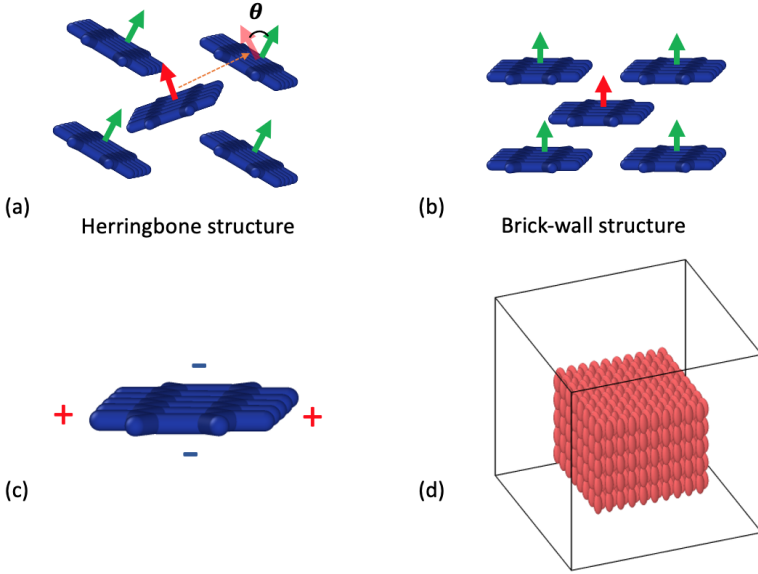 θ
(a)
Herringbone structure
(b)
Brick-wall structure
-
+
+
-
(c)
(d)